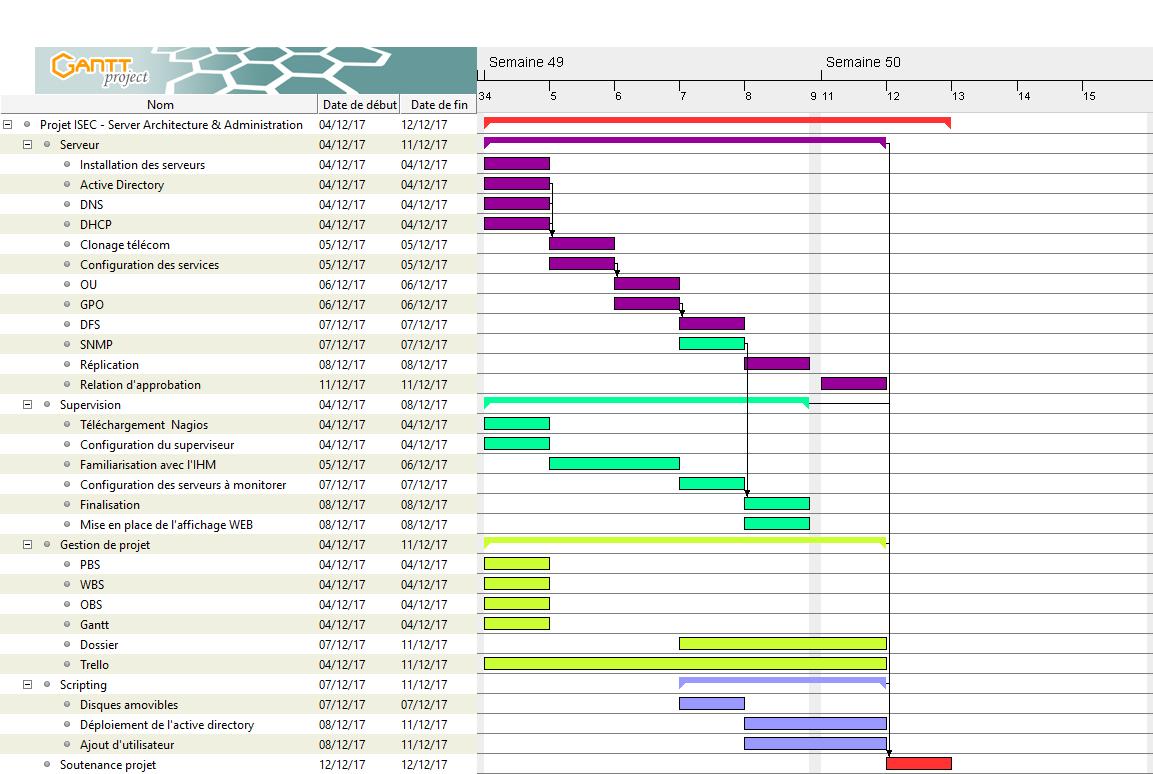 GANTT project
Semaine 49 Semaine 50
34 5 6 7 8 9 11 12 13 14 15
Nom Date de début Date de fin
Projet ISEC - Server Architecture & Administration 04/12/17 12/12/17
Serveur 04/12/17 11/12/17
Installation des serveurs 04/12/17 04/12/17
Active Directory 04/12/17 04/12/17
DNS 04/12/17 04/12/17
DHCP 04/12/17 04/12/17
Clonage télécom 05/12/17 05/12/17
Configuration des services 05/12/17 05/12/17
OU 06/12/17 06/12/17
GPO 06/12/17 06/12/17
DFS 07/12/17 07/12/17
SNMP 07/12/17 07/12/17
Réplication 08/12/17 08/12/17
Relation d'approbation 11/12/17 11/12/17
Supervision 04/12/17 08/12/17
Téléchargement Nagios 04/12/17 04/12/17
Configuration du superviseur 04/12/17 04/12/17
Familiarisation avec l'IHM 05/12/17 06/12/17
Configuration des serveurs à monitorer 07/12/17 07/12/17
Finalisation 08/12/17 08/12/17
Mise en place de l'affichage WEB 08/12/17 08/12/17
Gestion de projet 04/12/17 11/12/17
PBS 04/12/17 04/12/17
WBS 04/12/17 04/12/17
OBS 04/12/17 04/12/17
Gantt 04/12/17 04/12/17
Dossier 07/12/17 11/12/17
Trello 04/12/17 11/12/17
Scripting 07/12/17 11/12/17
Disques amovibles 07/12/17 07/12/17
Déploiement de l'active directory 08/12/17 11/12/17
Ajout d'utilisateur 08/12/17 11/12/17
Soutenance projet 12/12/17 12/12/17